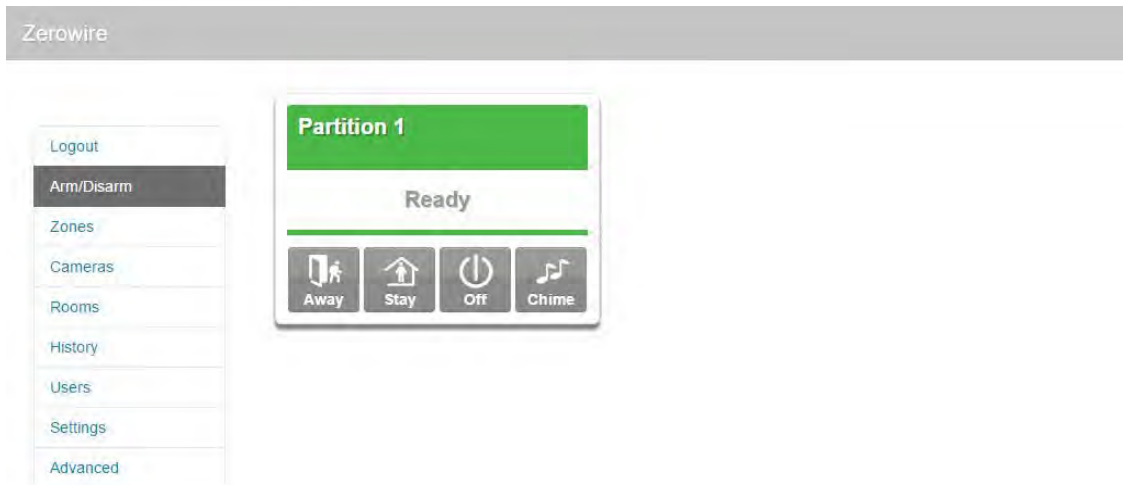 Zerowire
Logout
Arm/Disarm
Zones
Cameras
Rooms
History
Users
Settings
Advanced
Partition 1
Ready
Away Stay Off Chime